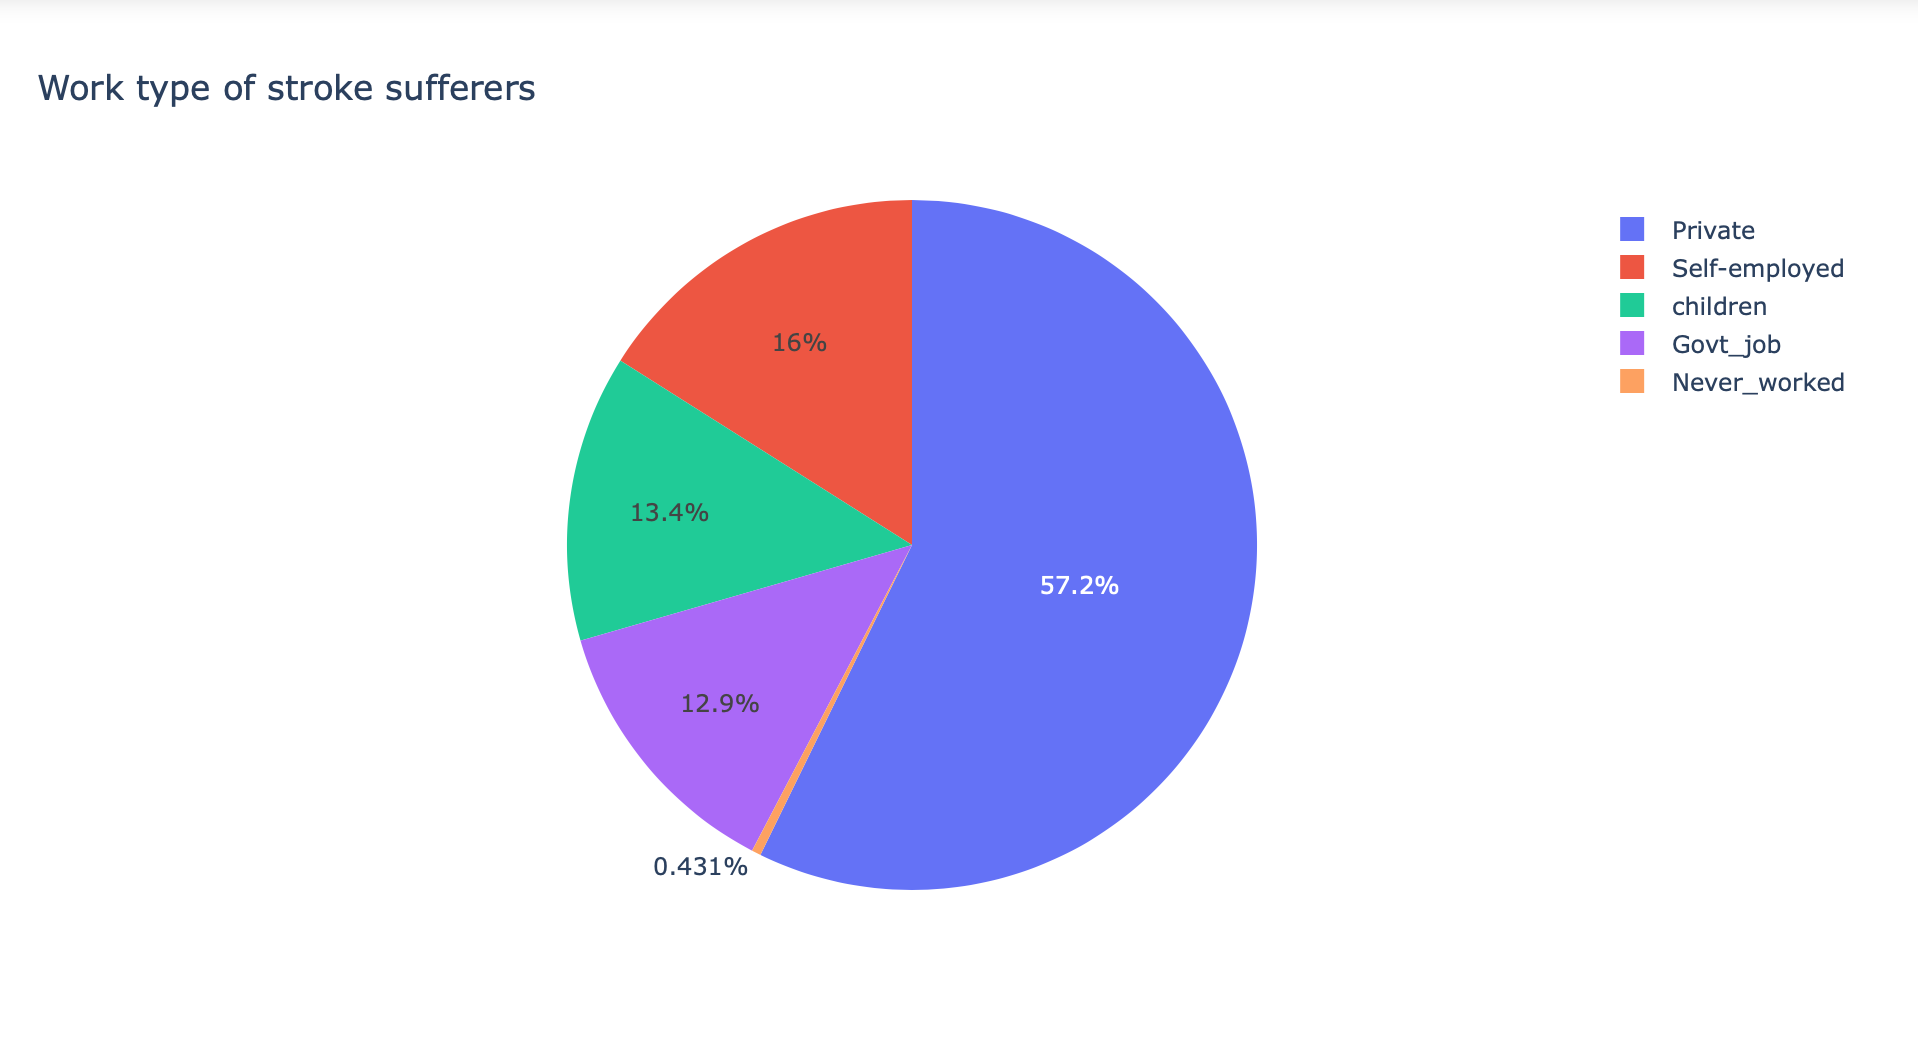 Work type of stroke sufferers
Private
Self-employed
children
Govt_job
Never_worked
16%
13.4%
57.2%
12.9%
0.431%